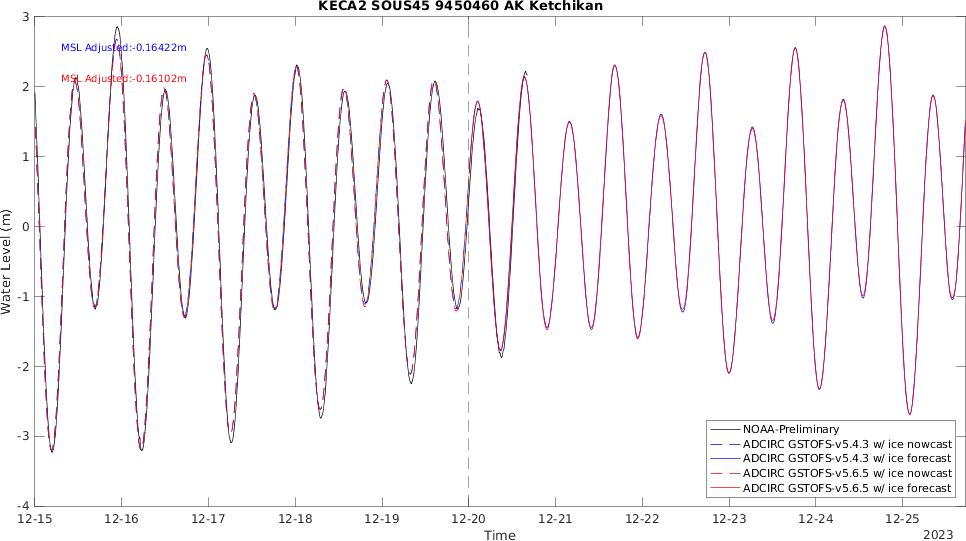 KECA2 SOUS45 9450460 AK Ketchikan
MSL Adjusted:-0.16422m
MSL Adjusted:-0.16102m
Water Level (m)
3
2
1
0
-1
-2
-3
-4
NOAA-Preliminary
ADCIRC GSTOFS-v5.4.3 w/ ice nowcast
ADCIRC GSTOFS-v5.4.3 w/ ice forecast
ADCIRC GSTOFS-v5.6.5 w/ ice nowcast
ADCIRC GSTOFS-v5.6.5 w/ ice forecast
12-15 12-16 12-17 12-18 12-19 12-20 12-21 12-22 12-23 12-24 12-25
Time
2023